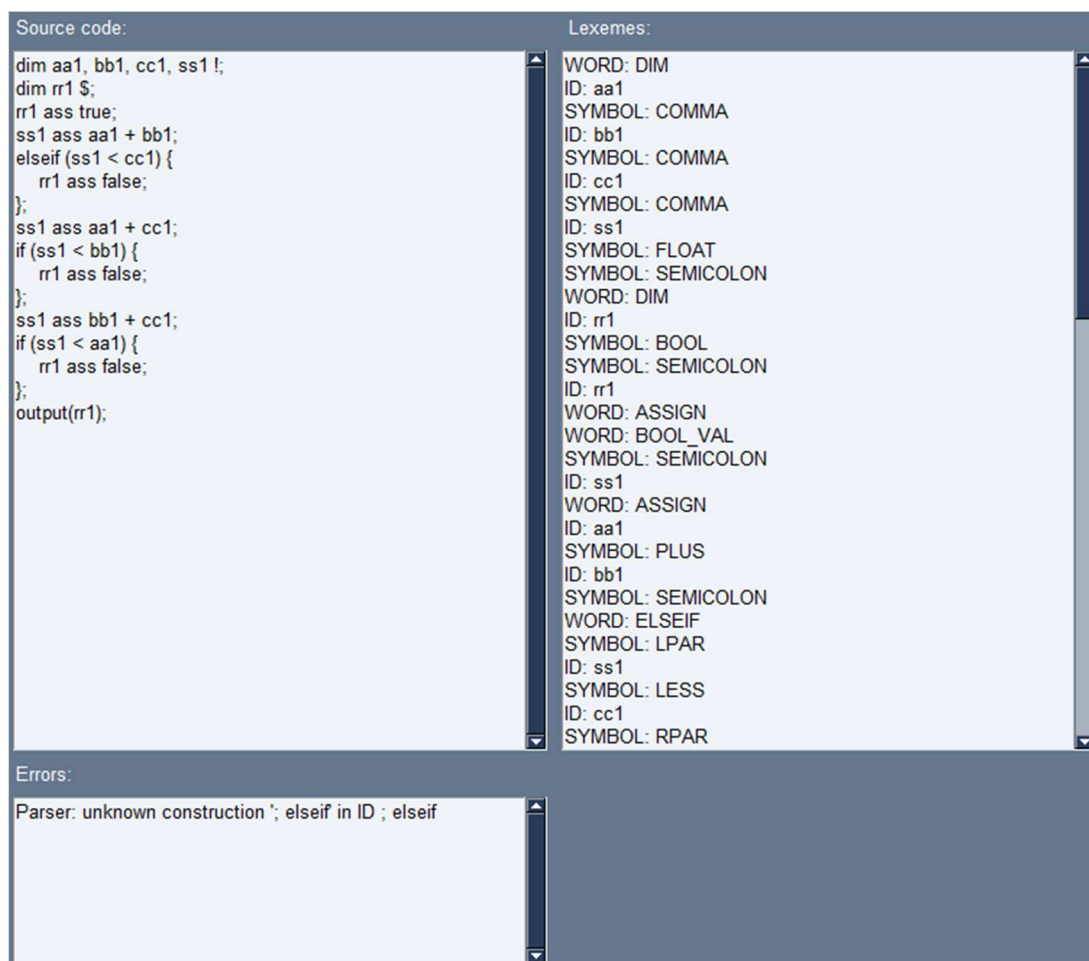 Source code:
dim aa1, bb1, cc1, ss1 !;
dim rr1 $;
rr1 ass true;
ss1 ass aa1 + bb1;
elseif (ss1 < cc1) {
rr1 ass false;
};
ss1 ass aa1 + cc1;
if (ss1 < bb1) {
rr1 ass false;
};
ss1 ass bb1 + cc1;
if (ss1 < aa1) {
rr1 ass false;
};
output(rr1);
Lexemes:
WORD: DIM
ID: aa1
SYMBOL: COMMA
ID: bb1
SYMBOL: COMMA
ID: cc1
SYMBOL: COMMA
ID: ss1
SYMBOL: FLOAT
SYMBOL: SEMICOLON
WORD: DIM
ID: rr1
SYMBOL: BOOL
SYMBOL: SEMICOLON
ID: rr1
WORD: ASSIGN
WORD: BOOL_VAL
SYMBOL: SEMICOLON
ID: ss1
WORD: ASSIGN
ID: aa1
SYMBOL: PLUS
ID: bb1
SYMBOL: SEMICOLON
WORD: ELSEIF
SYMBOL: LPAR
ID: ss1
SYMBOL: LESS
ID: cc1
SYMBOL: RPAR
Errors:
Parser: unknown construction '; elseif' in ID ; elseif